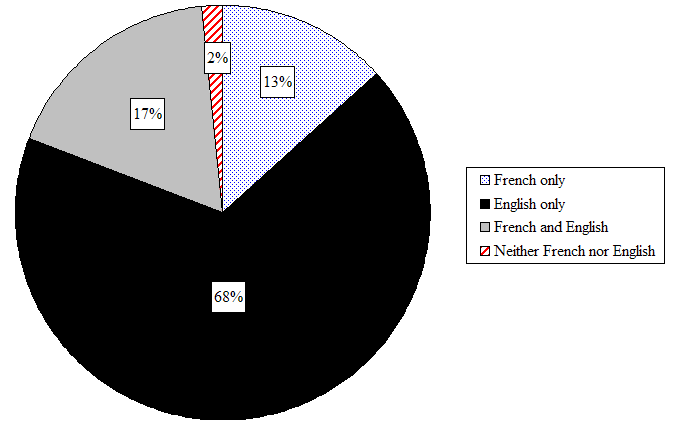 2%
13%
17%
68%
French only
English only
French and English
Neither French nor English